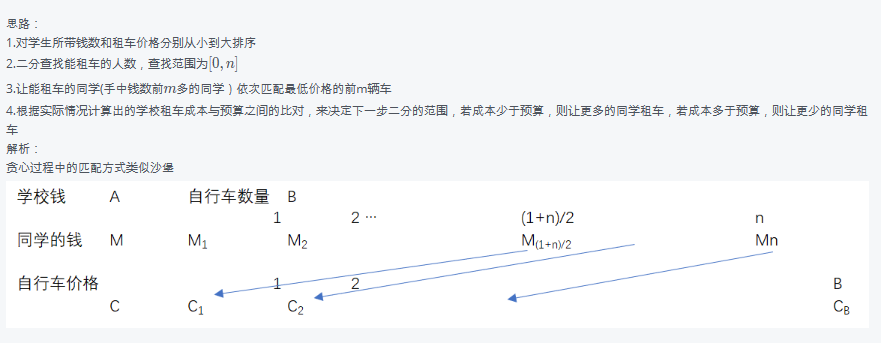 思路：
1.对学生所带钱数和租车价格分别从小到大排序
2.二分查找能租车的人数，查找范围为[0, n]
3.让能租车的同学(手中钱数前m多的同学）依次匹配最低价格的前m辆车
4.根据实际情况计算出的学校租车成本与预算之间的比对，来决定下一步二分的范围，若成本少于预算，则让更多的同学租车，若成本多于预算，则让更少的同学租
车
解析：
贪心过程中的匹配方式类似沙堡
学校钱 A 自行车数量 B
1 2 … (1+n)/2 n
同学的钱 M M1 M2 M(1+n)/2 Mn
自行车价格 1 2 B
C C1 C2 CB